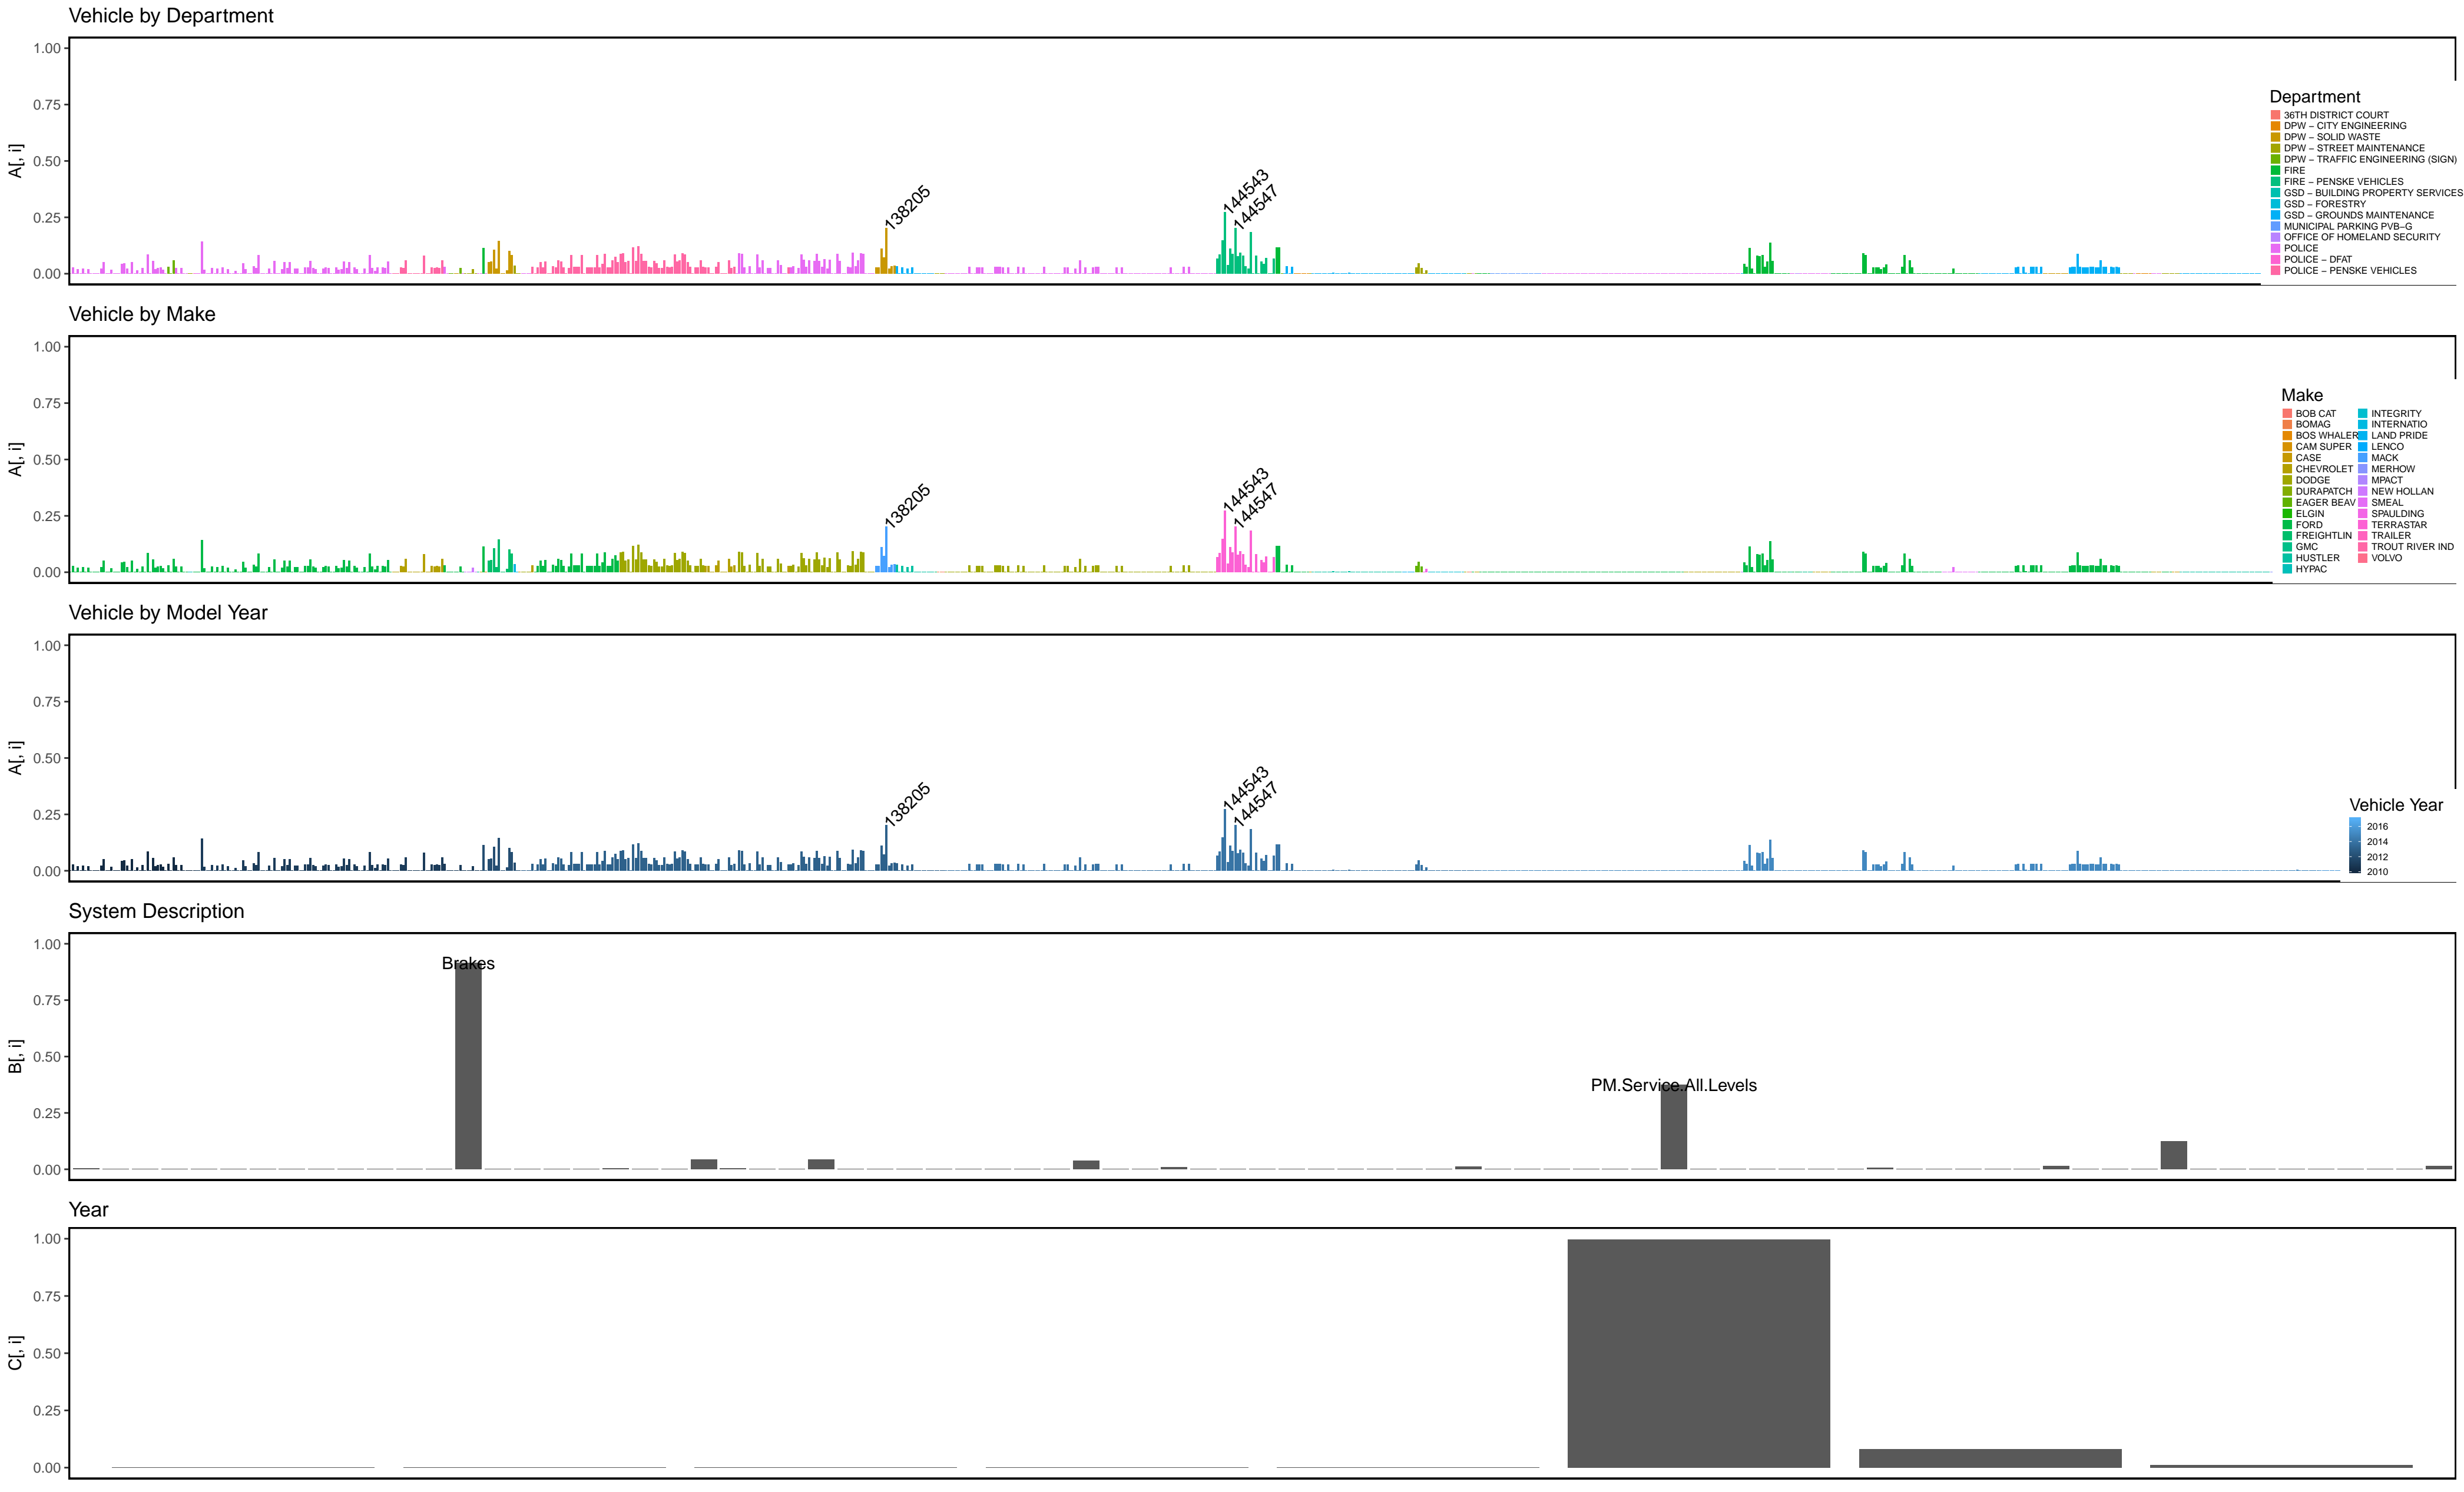 Vehicle by Department
1.00
0.75
0.50
0.25
0.00
A[, i]
138205
144543
144547
Department
36TH DISTRICT COURT
DPW – CITY ENGINEERING
DPW – SOLID WASTE
DPW – STREET MAINTENANCE
DPW – TRAFFIC ENGINEERING (SIGN)
FIRE
FIRE – PENSKE VEHICLES
GSD – BUILDING PROPERTY SERVICES
GSD – FORESTRY
GSD – GROUNDS MAINTENANCE
MUNICIPAL PARKING PVB–G
OFFICE OF HOMELAND SECURITY
POLICE
POLICE – DFAT
POLICE – PENSKE VEHICLES
Vehicle by Make
1.00
0.75
0.50
0.25
0.00
A[, i]
138205
144543
144547
Make
BOB CAT
BOMAG
BOS WHALER
CAM SUPER
CASE
CHEVROLET
DODGE
DURAPATCH
EAGER BEAV
ELGIN
FORD
FREIGHTLIN
GMC
HUSTLER
HYPAC
INTEGRITY
INTERNATIO
LAND PRIDE
LENCO
MACK
MERHOW
MPACT
NEW HOLLAN
SMEAL
SPAULDING
TERRASTAR
TRAILER
TROUT RIVER IND
VOLVO
Vehicle by Model Year
1.00
0.75
0.50
0.25
0.00
A[, i]
138205
144543
144547
Vehicle Year
2016
2014
2012
2010
System Description
1.00
0.75
0.50
0.25
0.00
B[, i]
Brakes
PM.Service.All.Levels
Year
1.00
0.75
0.50
0.25
0.00
C[, i]